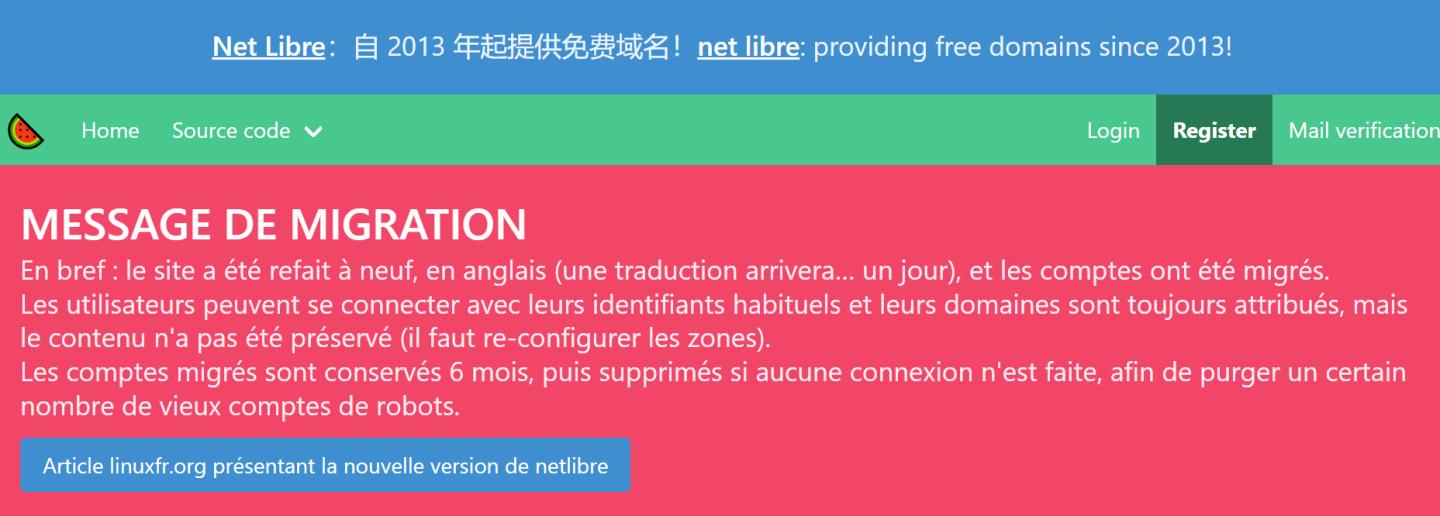 Net Libre：自 2013 年起提供免费域名！net libre: providing free domains since 2013!
Home Source code Login Register Mail verification
MESSAGE DE MIGRATION
En bref : le site a été refait à neuf, en anglais (une traduction arrivera... un jour), et les comptes ont été migrés.
Les utilisateurs peuvent se connecter avec leurs identifiants habituels et leurs domaines sont toujours attribués, mais
le contenu n'a pas été préservé (il faut re-configurer les zones).
Les comptes migrés sont conservés 6 mois, puis supprimés si aucune connexion n'est faite, afin de purger un certain
nombre de vieux comptes de robots.
Article linuxfr.org présentant la nouvelle version de netlibre